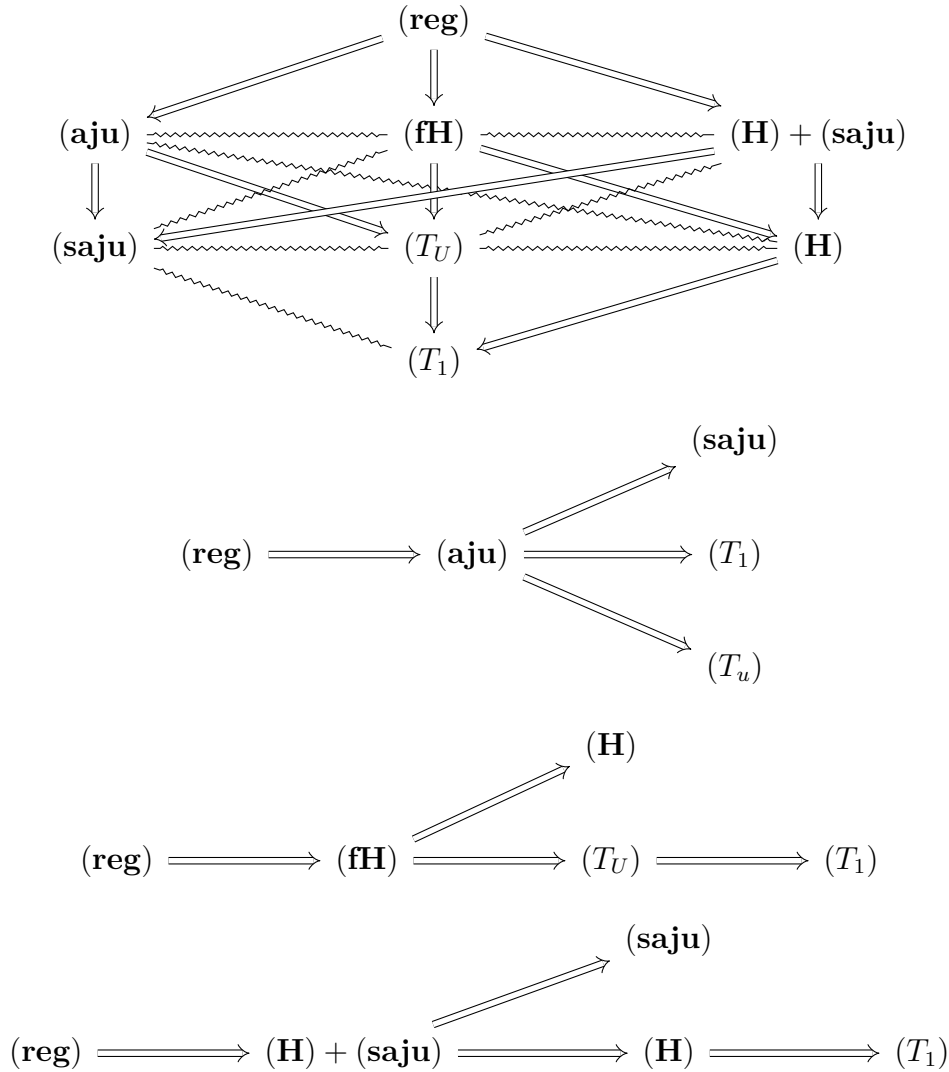 (reg)
(aju) (fH) (H) + (saju)
(saju) (T_U) (H)
(T_1)
(saju)
(reg) (aju) (T_1)
(T_u)
(H)
(reg) (fH) (T_U) (T_1)
(saju)
(reg) (H) + (saju) (H) (T_1)